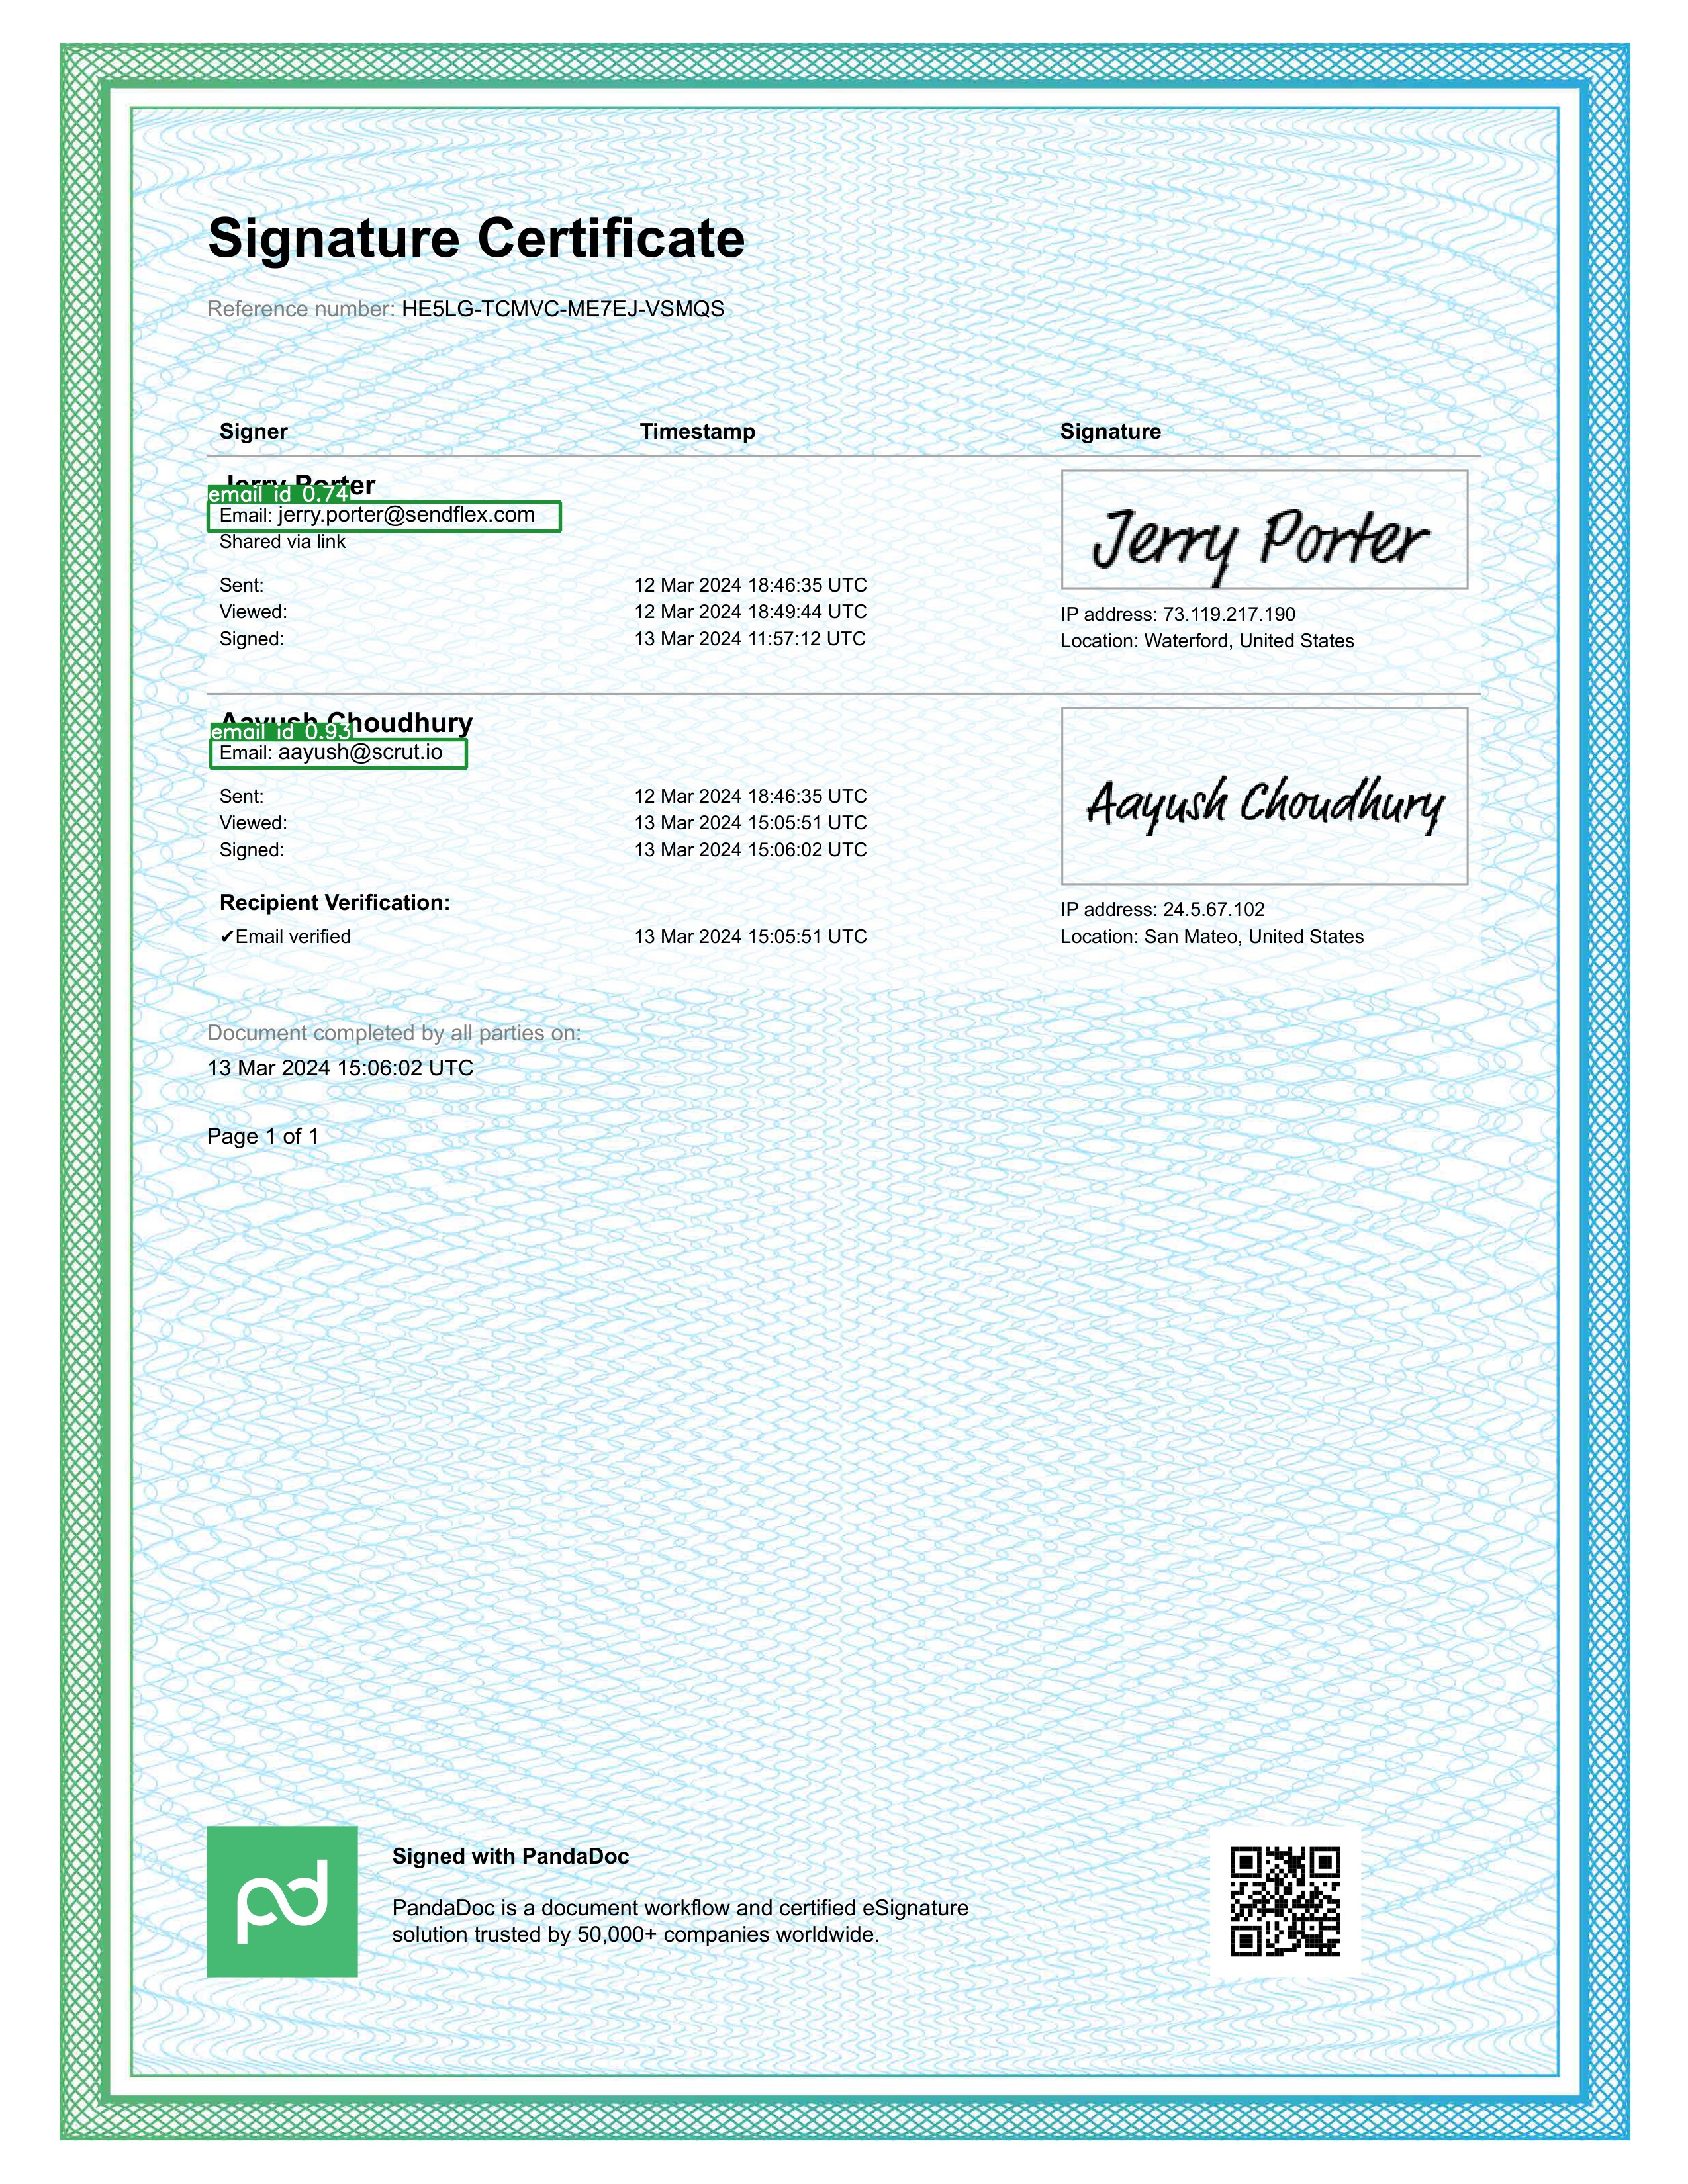 Signature Certificate
Reference number: HE5LG-TCMVC-ME7EJ-VSMQS
Signer Timestamp Signature
Jerry Porter
email id 0.74
Email: jerry.porter@sendflex.com
Shared via link
Jerry Porter
Sent: 12 Mar 2024 18:46:35 UTC
Viewed: 12 Mar 2024 18:49:44 UTC
Signed: 13 Mar 2024 11:57:12 UTC
IP address: 73.119.217.190
Location: Waterford, United States
Aayush Choudhury
email id 0.93
Email: aayush@scrut.io
Sent: 12 Mar 2024 18:46:35 UTC
Viewed: 13 Mar 2024 15:05:51 UTC
Signed: 13 Mar 2024 15:06:02 UTC
Aayush Choudhury
Recipient Verification:
✔Email verified 13 Mar 2024 15:05:51 UTC
IP address: 24.5.67.102
Location: San Mateo, United States
Document completed by all parties on:
13 Mar 2024 15:06:02 UTC
Page 1 of 1
pd
Signed with PandaDoc
PandaDoc is a document workflow and certified eSignature
solution trusted by 50,000+ companies worldwide.